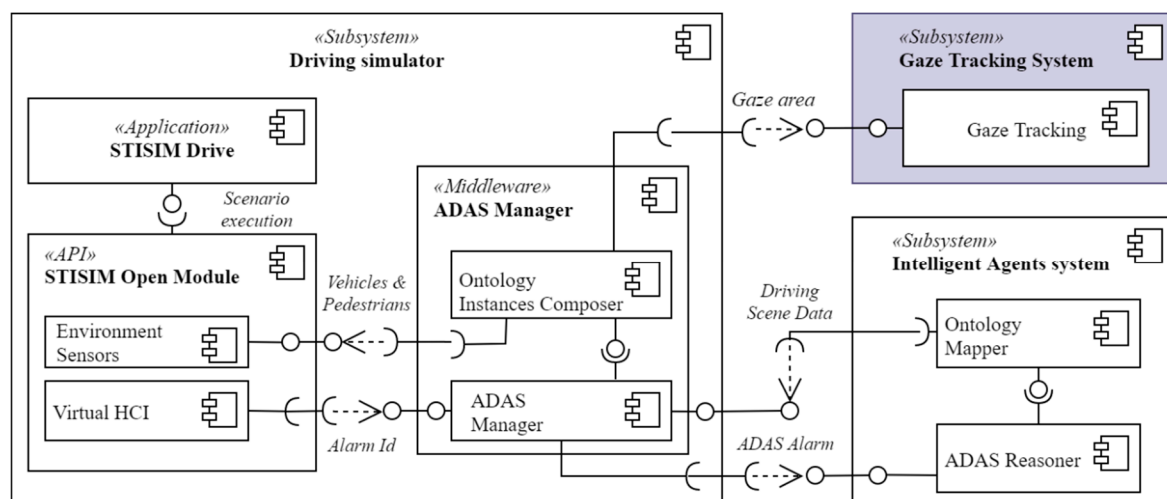 «Subsystem»
Driving simulator
«Application»
STISIM Drive
Scenario
execution
«API»
STISIM Open Module
Environment
Sensors
Virtual HCI
Vehicles &
Pedestrians
Alarm Id
«Middleware»
ADAS Manager
Ontology
Instances Composer
ADAS
Manager
Gaze area
«Subsystem»
Gaze Tracking System
Gaze Tracking
Driving
Scene Data
ADAS Alarm
«Subsystem»
Intelligent Agents system
Ontology
Mapper
ADAS Reasoner